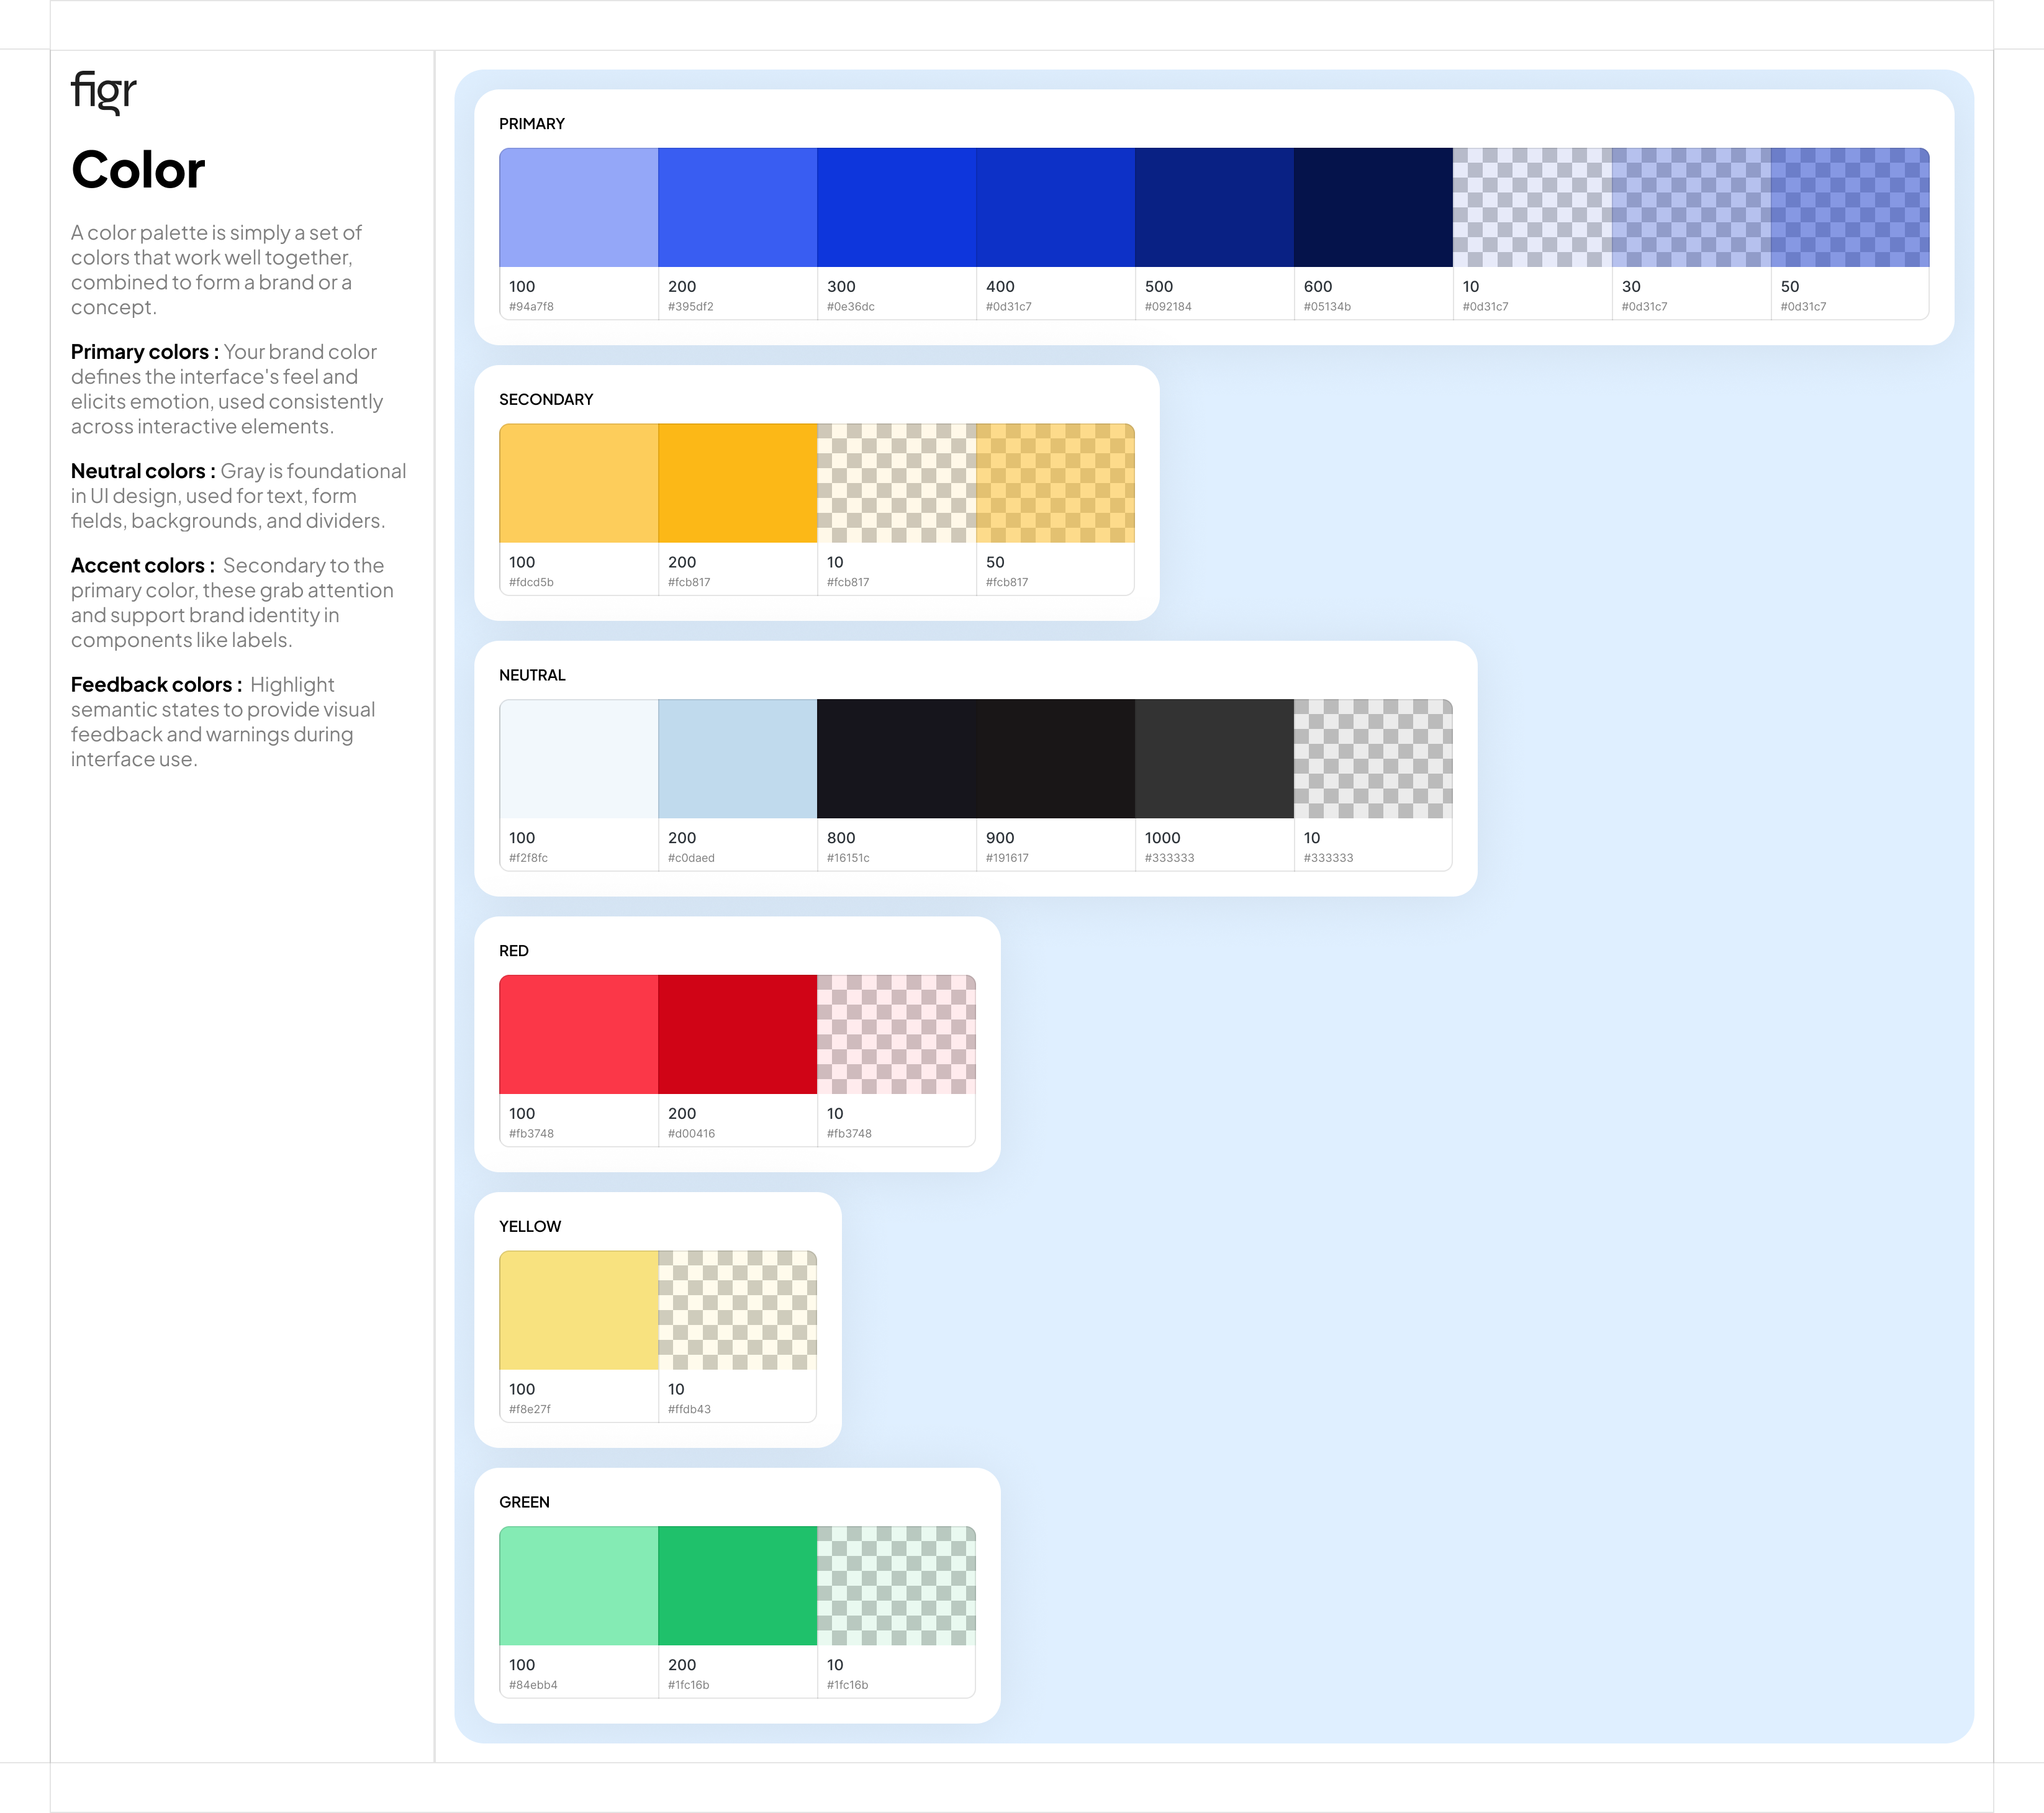 figr
Color
A color palette is simply a set of
colors that work well together,
combined to form a brand or a
concept.
Primary colors : Your brand color
defines the interface's feel and
elicits emotion, used consistently
across interactive elements.
Neutral colors : Gray is foundational
in UI design, used for text, form
fields, backgrounds, and dividers.
Accent colors : Secondary to the
primary color, these grab attention
and support brand identity in
components like labels.
Feedback colors : Highlight
semantic states to provide visual
feedback and warnings during
interface use.
PRIMARY
100 200 300 400 500 600 10 30 50
#94a7f8 #395df2 #0e36dc #0d31c7 #092184 #05134b #0d31c7 #0d31c7 #0d31c7
SECONDARY
100 200 10 50
#fdcd5b #fcb817 #fcb817 #fcb817
NEUTRAL
100 200 800 900 1000 10
#f2f8fc #c0daed #16151c #191617 #333333 #333333
RED
100 200 10
#fb3748 #d00416 #fb3748
YELLOW
100 10
#f8e27f #ffdb43
GREEN
100 200 10
#84ebb4 #1fc16b #1fc16b